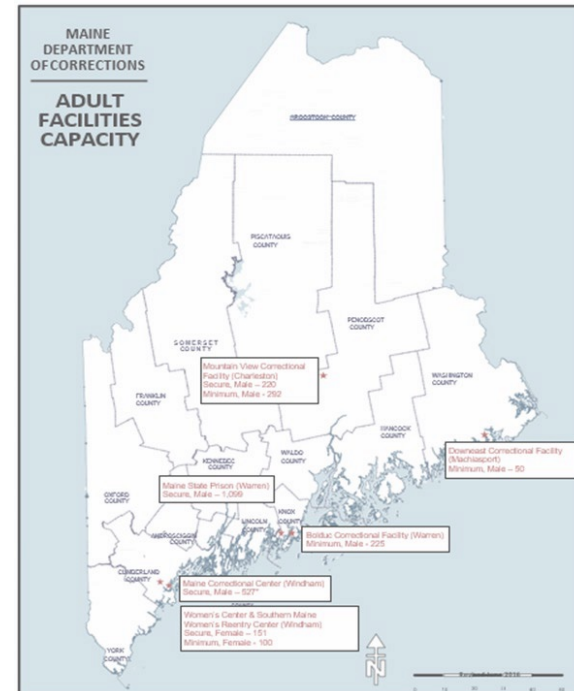 MAINE
DEPARTMENT
OF CORRECTIONS
ADULT
FACILITIES
CAPACITY
AROOSTOOK COUNTY
PISCATAQUIS
COUNTY
PENOBSCOT
COUNTY
SOMERSET
COUNTY
Mountain View Correctional
Facility (Charleston)
Secure, Male – 220
Minimum, Male - 292
WASHINGTON
COUNTY
FRANKLIN
COUNTY
HANCOCK
COUNTY
WALDO
COUNTY
KENNEBEC
COUNTY
Downeast Correctional Facility
(Machiasport)
Minimum, Male – 50
Maine State Prison (Warren)
Secure, Male – 1,099
OXFORD
COUNTY
KNOX
COUNTY
LINCOLN
COUNTY
ANDROSCOGGIN
COUNTY
Bolduc Correctional Facility (Warren)
Minimum, Male - 225
CUMBERLAND
COUNTY
Maine Correctional Center (Windham)
Secure, Male – 527*
Women's Center & Southern Maine
Women's Reentry Center (Windham)
Secure, Female – 151
Minimum, Female - 100
YORK
COUNTY
N
2016